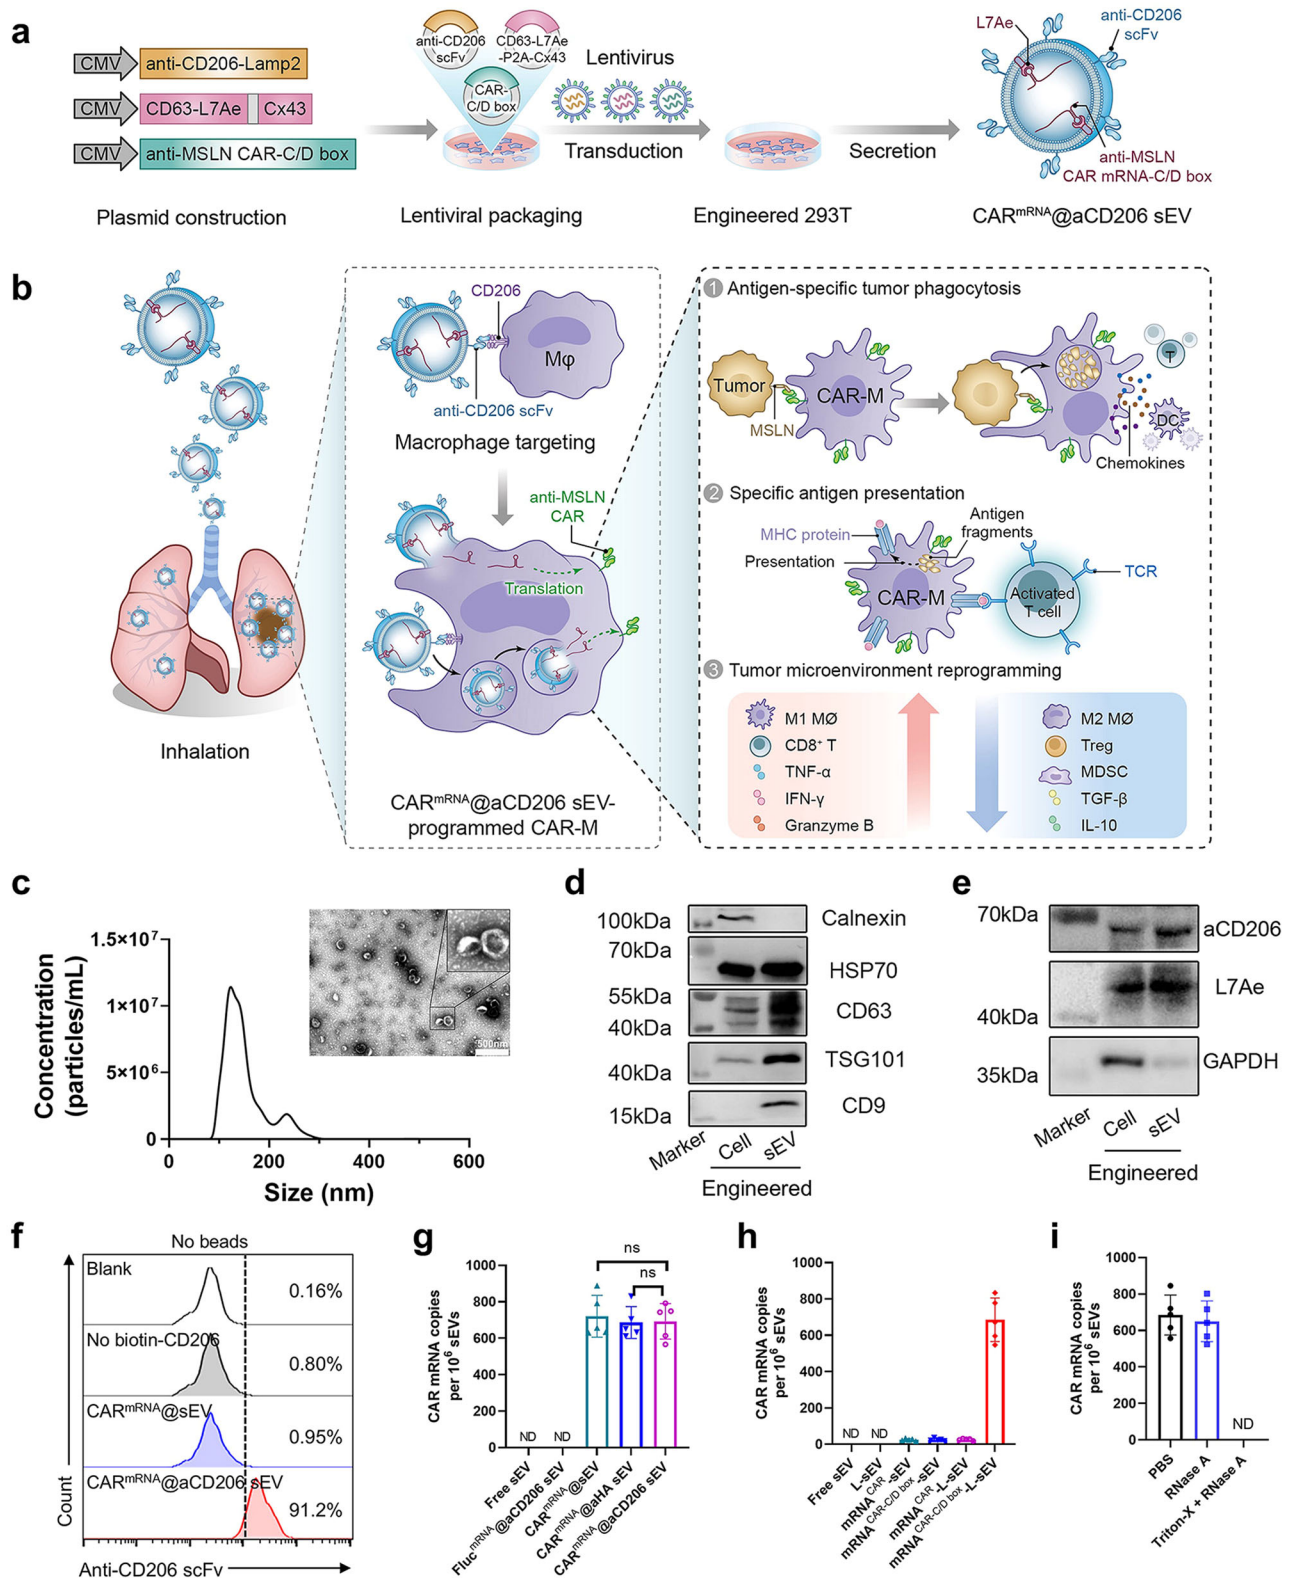 a
CMV
anti-CD206-Lamp2
CMV
CD63-L7Ae
Cx43
CMV
anti-MSLN CAR-C/D box
Plasmid construction
anti-CD206
scFv
CD63-L7Ae
-P2A-Cx43
CAR-
C/D box
Lentiviral packaging
Lentivirus
Transduction
Engineered 293T
Secretion
L7Ae
anti-CD206
scFv
anti-MSLN
CAR mRNA-C/D box
CARmRNA@aCD206 sEV
b
Inhalation
CD206
Mφ
anti-CD206 scFv
Macrophage targeting
anti-MSLN
CAR
Translation
CARmRNA@aCD206 sEV-
programmed CAR-M
1 Antigen-specific tumor phagocytosis
Tumor
CAR-M
MSLN
T
DC
Chemokines
2 Specific antigen presentation
MHC protein
Antigen
fragments
Presentation
CAR-M
Activated
T cell
TCR
3 Tumor microenvironment reprogramming
M1 MØ
CD8+ T
TNF-α
IFN-γ
Granzyme B
M2 MØ
Treg
MDSC
TGF-β
IL-10
c
Concentration
(particles/mL)
1.5×10⁷
1×10⁷
5×10⁶
0
0 200 400 600
Size (nm)
500nm
d
100kDa Calnexin
70kDa
HSP70
55kDa
CD63
40kDa
TSG101
40kDa
CD9
15kDa
Marker Cell sEV
Engineered
e
70kDa
aCD206
L7Ae
40kDa
GAPDH
35kDa
Marker Cell sEV
Engineered
f
No beads
Blank
0.16%
No biotin-CD206
0.80%
CARmRNA@sEV
0.95%
CARmRNA@aCD206 sEV
91.2%
Count
Anti-CD206 scFv
g
CAR mRNA copies
per 10⁶ sEVs
1000
800
600
400
200
0
ns
ns
ND ND
Free sEV
FlucmRNA@aCD206 sEV
CARmRNA@sEV
CARmRNA@aHA sEV
CARmRNA@aCD206 sEV
h
CAR mRNA copies
per 10⁶ sEVs
1000
800
600
400
200
0
ND ND
Free sEV
L-sEV
mRNACAR-sEV
mRNACAR-C/D box-sEV
mRNACAR-L-sEV
mRNACAR-C/D box-L-sEV
i
CAR mRNA copies
per 10⁶ sEVs
1000
800
600
400
200
0
ND
PBS
RNase A
Triton-X + RNase A